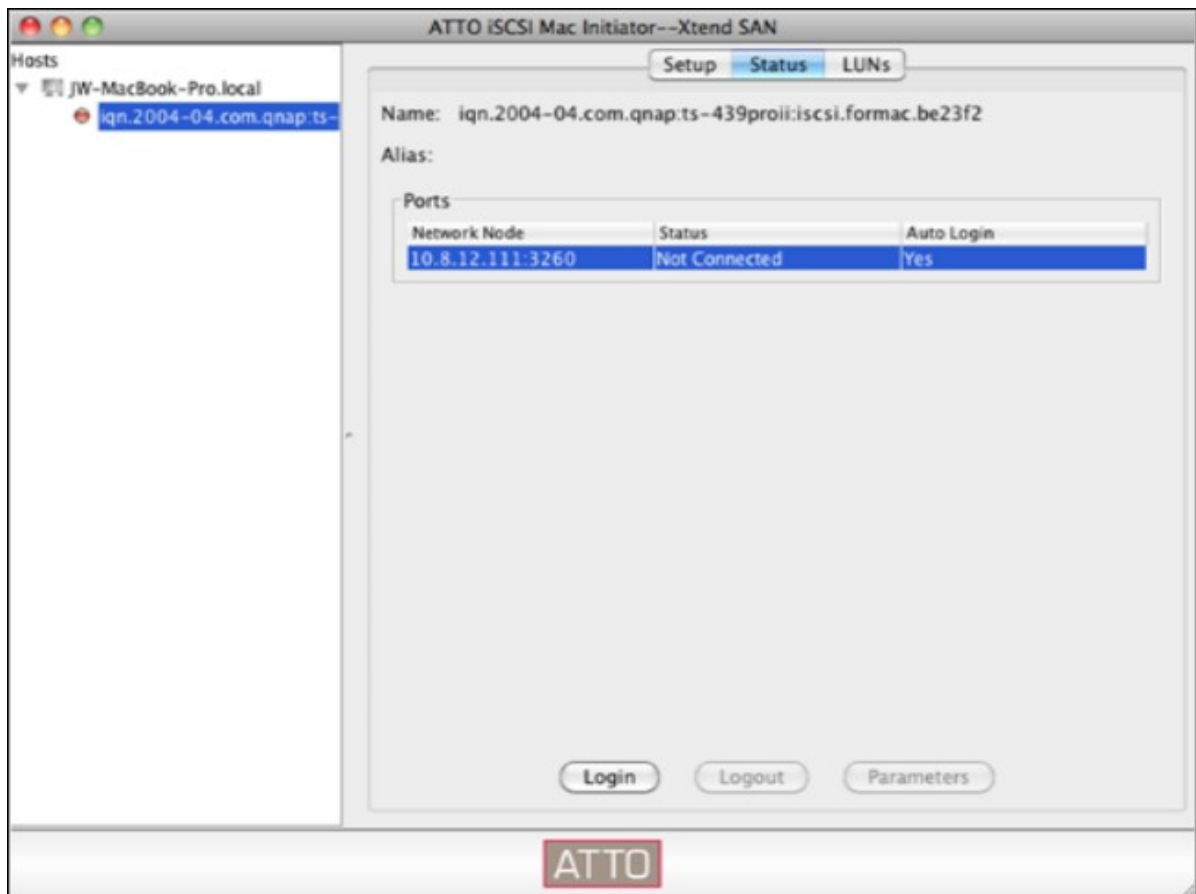 ATTO iSCSI Mac Initiator--Xtend SAN
Hosts
JW-MacBook-Pro.local
iqn.2004-04.com.qnap:ts-
Setup Status LUNs
Name: iqn.2004-04.com.qnap:ts-439proii:iscsi.formac.be23f2
Alias:
Ports
Network Node Status Auto Login
10.8.12.111:3260 Not Connected Yes
Login Logout Parameters
ATTO